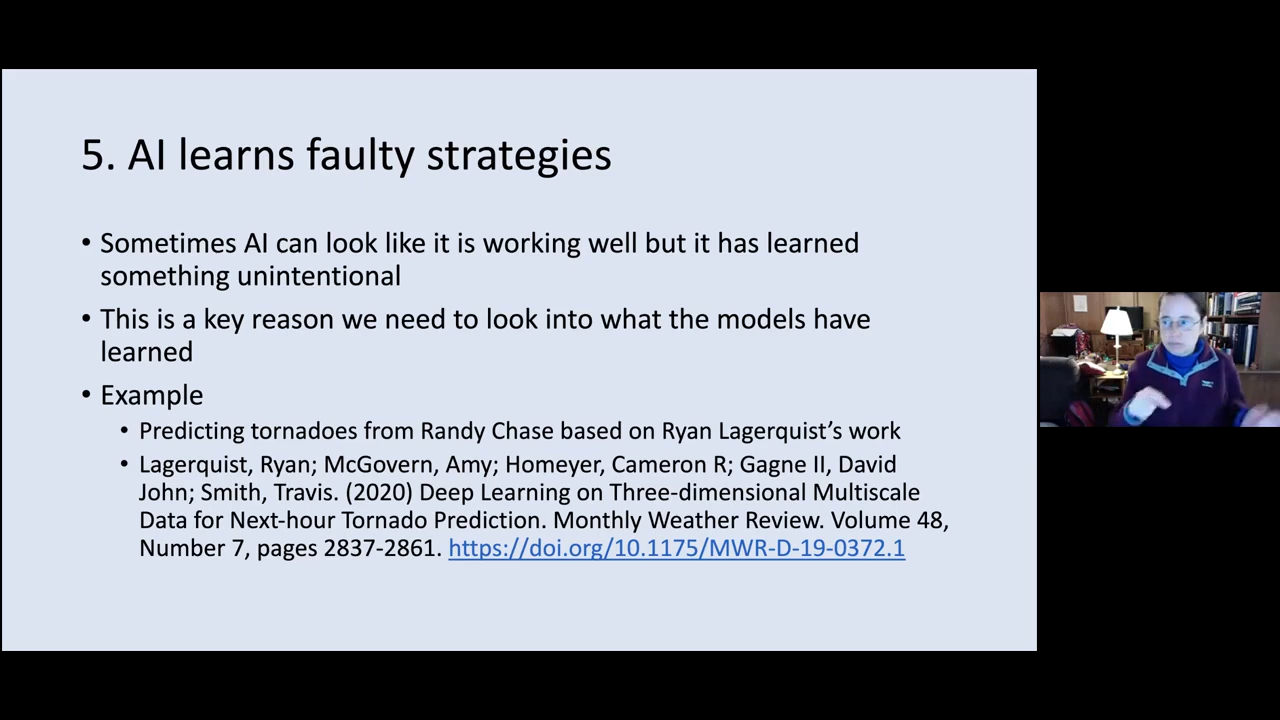 5. AI learns faulty strategies
• Sometimes AI can look like it is working well but it has learned
something unintentional
• This is a key reason we need to look into what the models have
learned
• Example
• Predicting tornadoes from Randy Chase based on Ryan Lagerquist’s work
• Lagerquist, Ryan; McGovern, Amy; Homeyer, Cameron R; Gagne II, David
John; Smith, Travis. (2020) Deep Learning on Three-dimensional Multiscale
Data for Next-hour Tornado Prediction. Monthly Weather Review. Volume 48,
Number 7, pages 2837-2861. https://doi.org/10.1175/MWR-D-19-0372.1